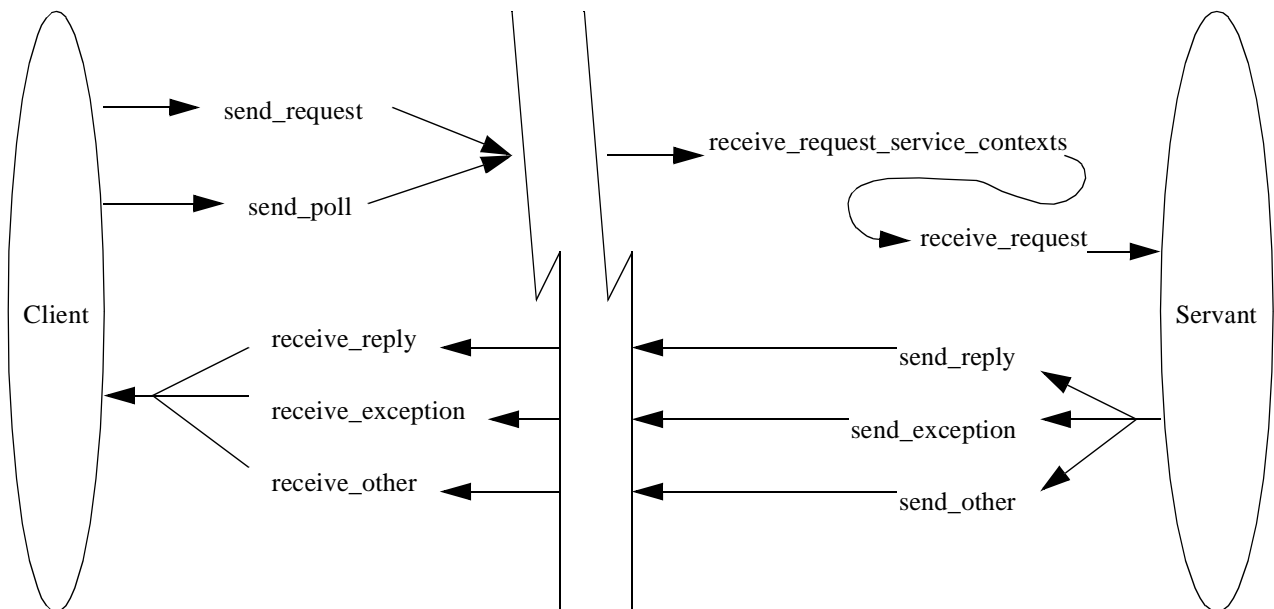 send_request
receive_request_service_contexts
send_poll
receive_request
Client
Servant
receive_reply
send_reply
receive_exception
send_exception
receive_other
send_other